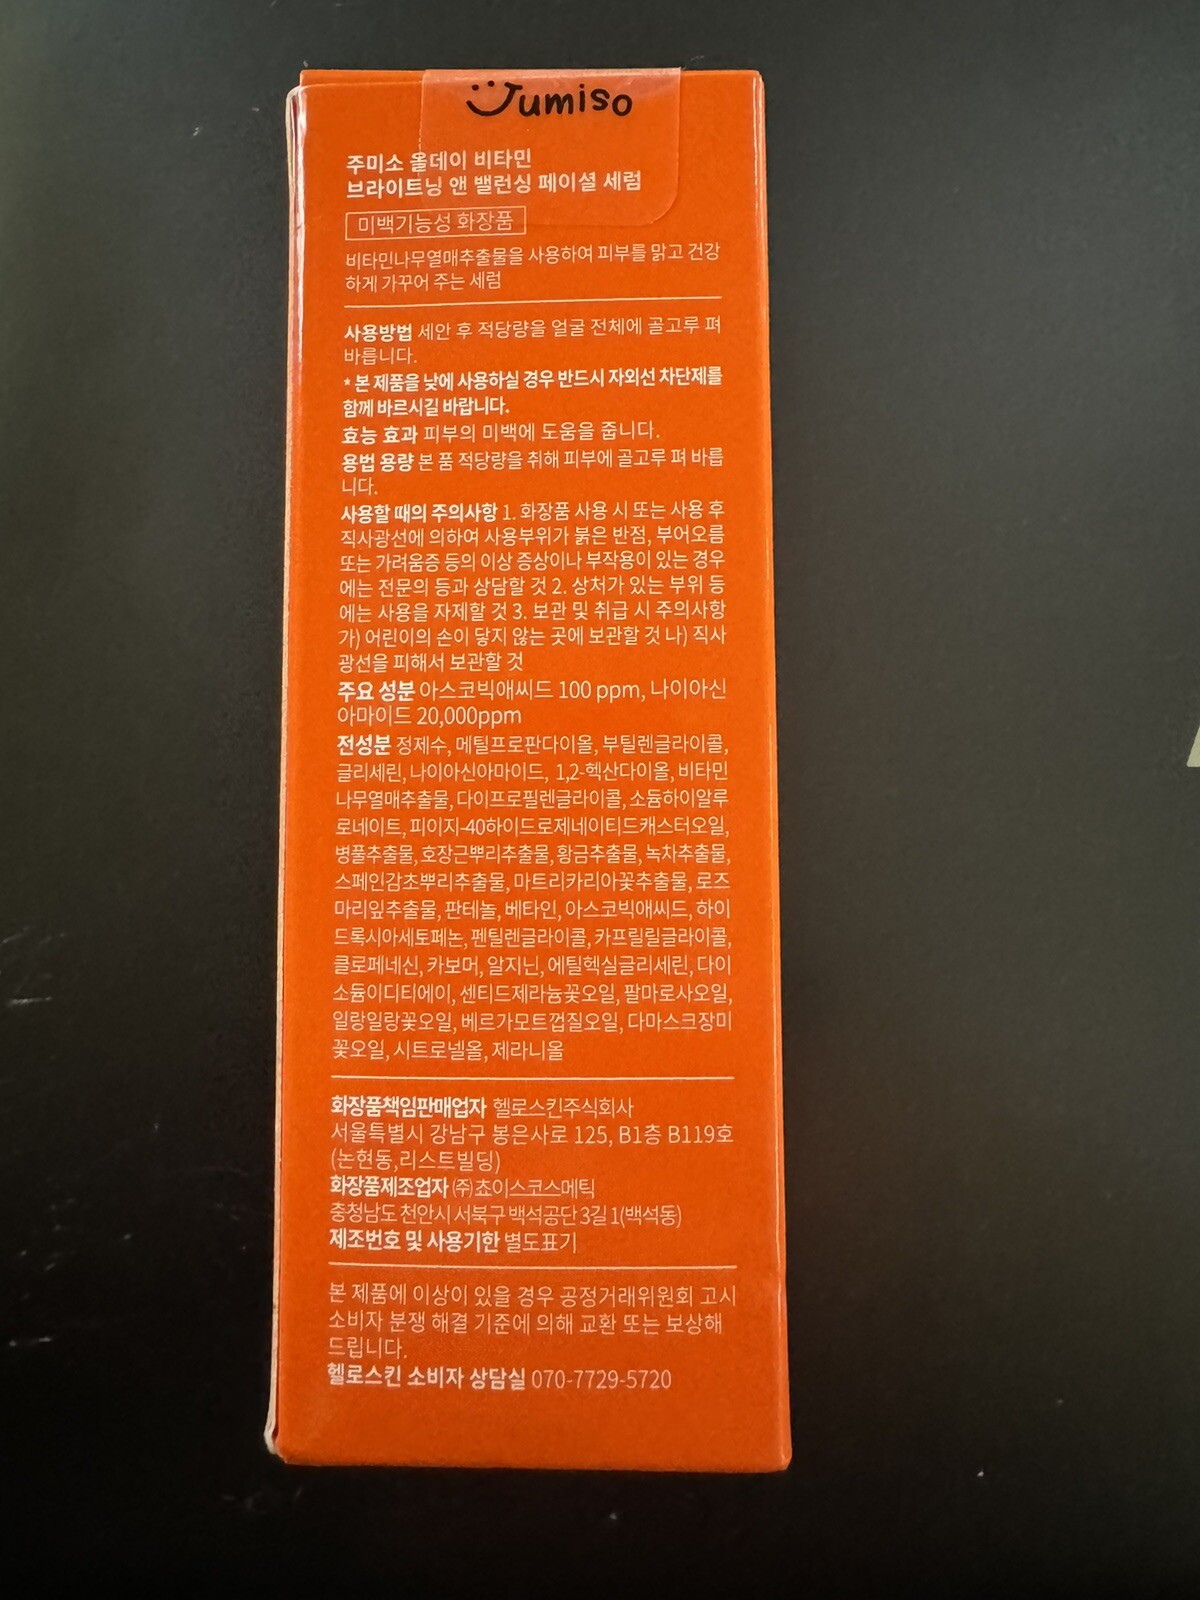 Jumiso
주미소 올데이 비타민
브라이트닝 앤 밸런싱 페이셜 세럼
미백기능성 화장품
비타민나무열매추출물을 사용하여 피부를 맑고 건강
하게 가꾸어 주는 세럼
사용방법 세안 후 적당량을 얼굴 전체에 골고루 펴
바릅니다.
* 본 제품을 낮에 사용하실 경우 반드시 자외선 차단제를
함께 바르시길 바랍니다.
효능 효과 피부의 미백에 도움을 줍니다.
용법 용량 본 품 적당량을 취해 피부에 골고루 펴 바릅
니다.
사용할 때의 주의사항 1. 화장품 사용 시 또는 사용 후
직사광선에 의하여 사용부위가 붉은 반점, 부어오름
또는 가려움증 등의 이상 증상이나 부작용이 있는 경우
에는 전문의 등과 상담할 것 2. 상처가 있는 부위 등
에는 사용을 자제할 것 3. 보관 및 취급 시 주의사항
가) 어린이의 손이 닿지 않는 곳에 보관할 것 나) 직사
광선을 피해서 보관할 것
주요 성분 아스코빅애씨드 100 ppm, 나이아신
아마이드 20,000ppm
전성분 정제수, 메틸프로판다이올, 부틸렌글라이콜,
글리세린, 나이아신아마이드, 1,2-헥산다이올, 비타민
나무열매추출물, 다이프로필렌글라이콜, 소듐하이알루
로네이트, 피이지-40하이드로제네이티드캐스터오일,
병풀추출물, 호장근뿌리추출물, 황금추출물, 녹차추출물,
스페인감초뿌리추출물, 마트리카리아꽃추출물, 로즈
마리잎추출물, 판테놀, 베타인, 아스코빅애씨드, 하이
드록시아세토페논, 펜틸렌글라이콜, 카프릴릴글라이콜,
클로페네신, 카보머, 알지닌, 에틸헥실글리세린, 다이
소듐이디티에이, 센티드제라늄꽃오일, 팔마로사오일,
일랑일랑꽃오일, 베르가모트껍질오일, 다마스크장미
꽃오일, 시트로넬올, 제라니올
화장품책임판매업자 헬로스킨주식회사
서울특별시 강남구 봉은사로 125, B1층 B119호
(논현동,리스트빌딩)
화장품제조업자 ㈜쵸이스코스메틱
충청남도 천안시 서북구 백석공단 3길 1(백석동)
제조번호 및 사용기한 별도표기
본 제품에 이상이 있을 경우 공정거래위원회 고시
소비자 분쟁 해결 기준에 의해 교환 또는 보상해
드립니다.
헬로스킨 소비자 상담실 070-7729-5720